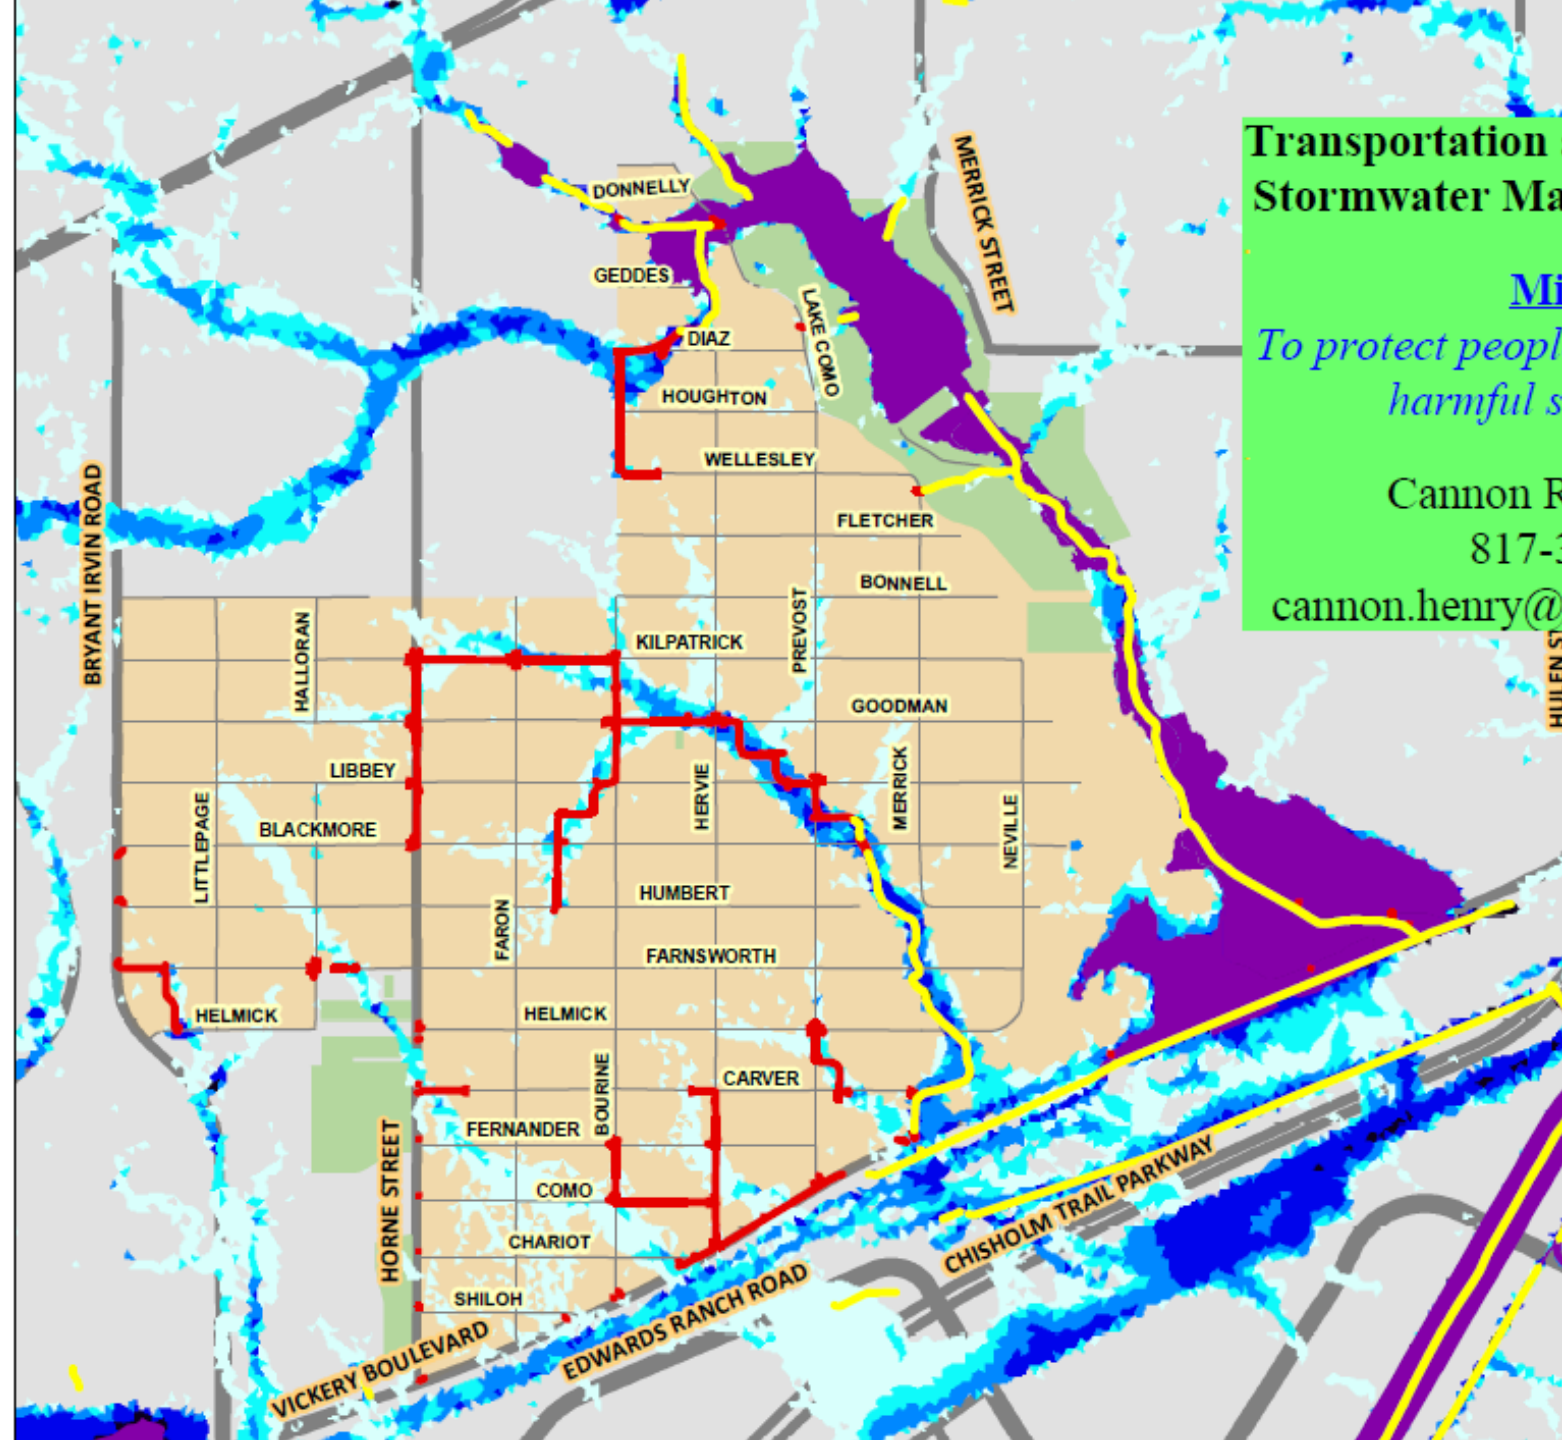 Transportation
Stormwater Ma
Mi
To protect peopl
harmful s
Cannon R
817-3
cannon.henry@
DONNELLY
MERRICK STREET
GEDDES
LAKE COMO
DIAZ
HOUGHTON
WELLESLEY
BRYANT IRVIN ROAD
FLETCHER
BONNELL
HALLORAN
KILPATRICK
PREVOST
HULEN ST
GOODMAN
LIBBEY
HERVIE
MERRICK
LITTLEPAGE
BLACKMORE
NEVILLE
HUMBERT
FARON
FARNSWORTH
HELMICK
HELMICK
BOURINE
CARVER
HORNE STREET
FERNANDER
COMO
CHARIOT
CHISHOLM TRAIL PARKWAY
SHILOH
EDWARDS RANCH ROAD
VICKERY BOULEVARD